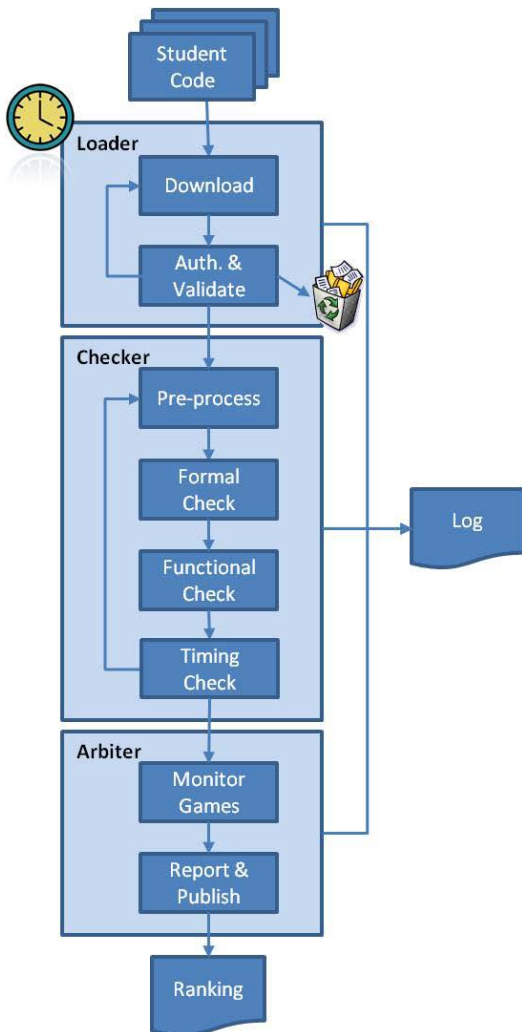 Student
Code
Loader
Download
Auth. &
Validate
Checker
Pre-process
Formal
Check
Functional
Check
Timing
Check
Log
Arbiter
Monitor
Games
Report &
Publish
Ranking